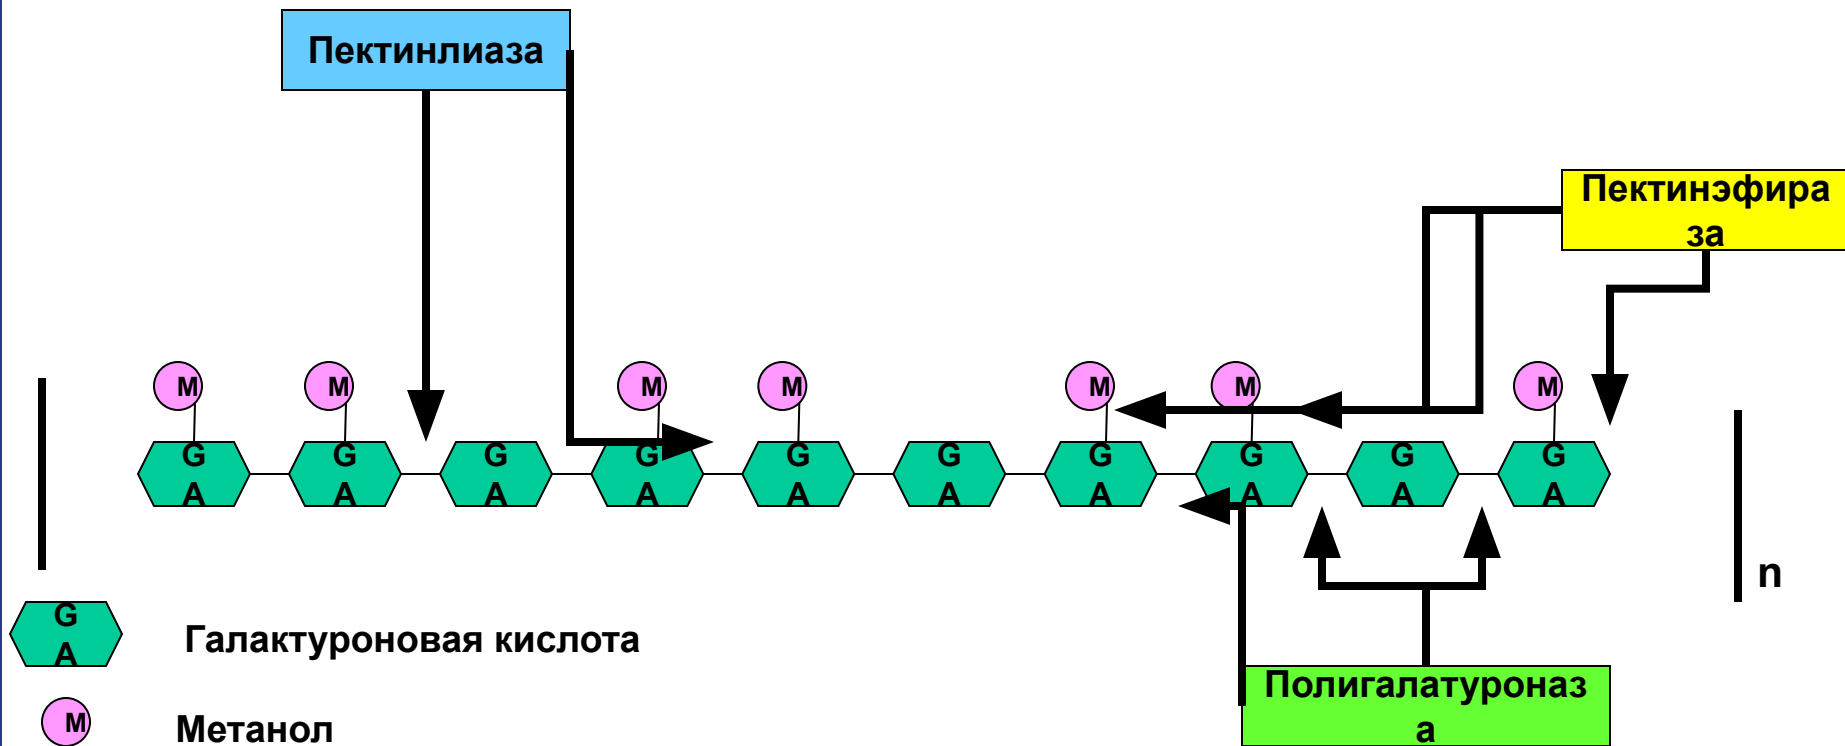 Пектинлиаза
Пектинэфира
за
М М М М М М М
G G G G G G G G G G
А А А А А А А А А А
n
G
А
Галактуроновая кислота
М
Метанол
Полигалатуроназ
а